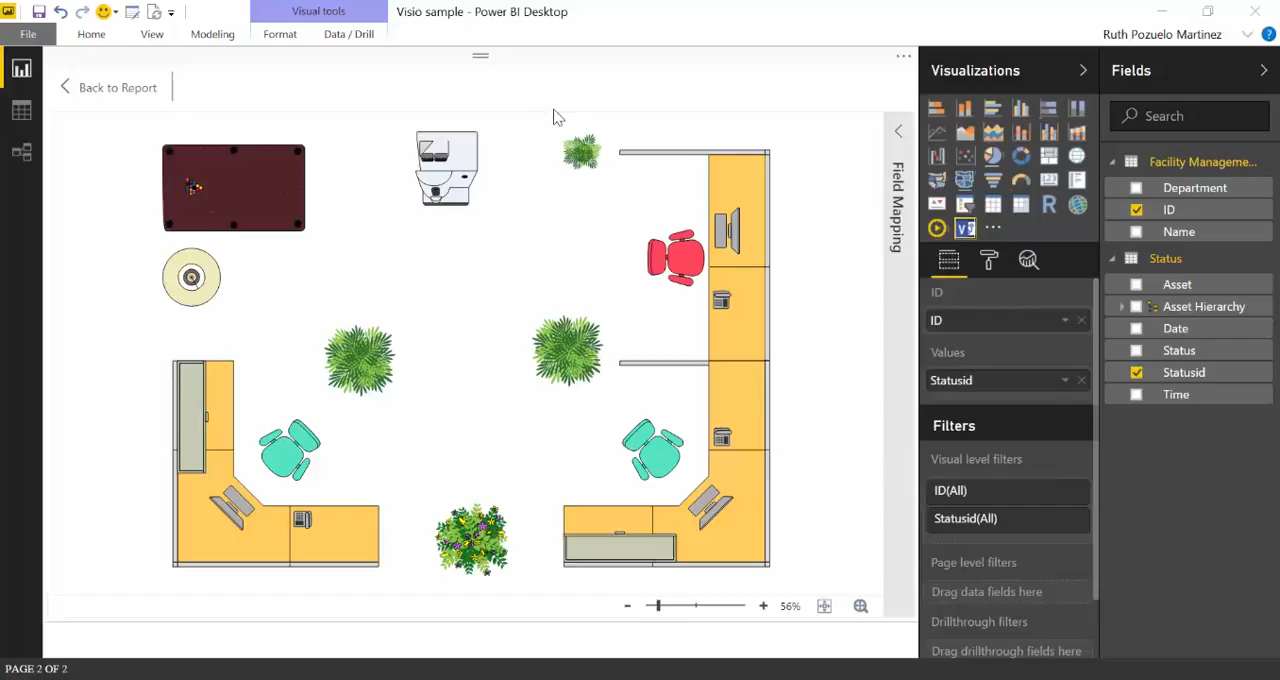 Visual tools
Visio sample - Power BI Desktop
File
Home
View
Modeling
Format
Data / Drill
Ruth Pozuelo Martinez
?
Back to Report
Field Mapping
56%
Visualizations
123
R
V
ID
ID
Values
Statusid
Filters
Visual level filters
ID(All)
Statusid(All)
Page level filters
Drag data fields here
Drillthrough filters
Drag drillthrough fields here
Fields
Search
Facility Manageme...
Department
ID
Name
Status
Asset
Asset Hierarchy
Date
Status
Statusid
Time
PAGE 2 OF 2